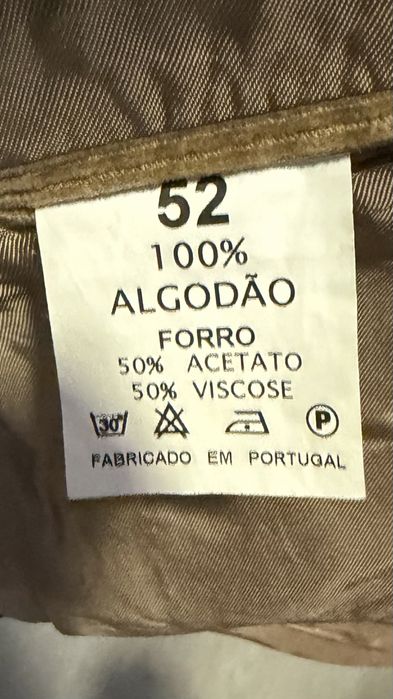 52
100%
ALGODÃO
FORRO
50% ACETATO
50% VISCOSE
30° P
FABRICADO EM PORTUGAL